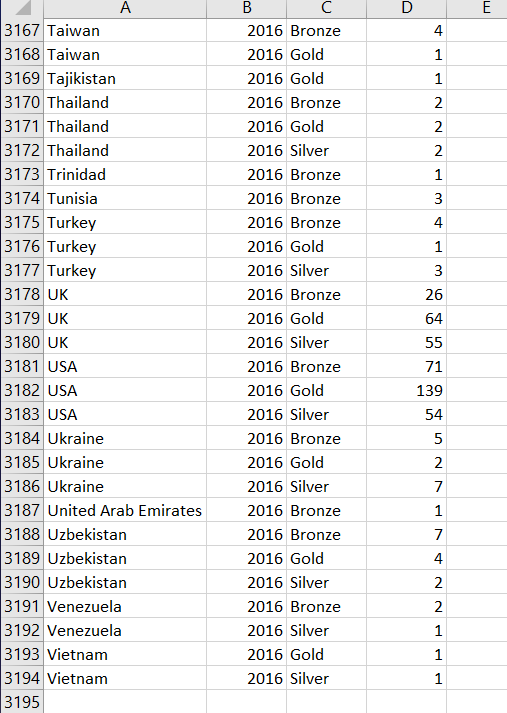 A B C D E
3167 Taiwan 2016 Bronze 4
3168 Taiwan 2016 Gold 1
3169 Tajikistan 2016 Gold 1
3170 Thailand 2016 Bronze 2
3171 Thailand 2016 Gold 2
3172 Thailand 2016 Silver 2
3173 Trinidad 2016 Bronze 1
3174 Tunisia 2016 Bronze 3
3175 Turkey 2016 Bronze 4
3176 Turkey 2016 Gold 1
3177 Turkey 2016 Silver 3
3178 UK 2016 Bronze 26
3179 UK 2016 Gold 64
3180 UK 2016 Silver 55
3181 USA 2016 Bronze 71
3182 USA 2016 Gold 139
3183 USA 2016 Silver 54
3184 Ukraine 2016 Bronze 5
3185 Ukraine 2016 Gold 2
3186 Ukraine 2016 Silver 7
3187 United Arab Emirates 2016 Bronze 1
3188 Uzbekistan 2016 Bronze 7
3189 Uzbekistan 2016 Gold 4
3190 Uzbekistan 2016 Silver 2
3191 Venezuela 2016 Bronze 2
3192 Venezuela 2016 Silver 1
3193 Vietnam 2016 Gold 1
3194 Vietnam 2016 Silver 1
3195